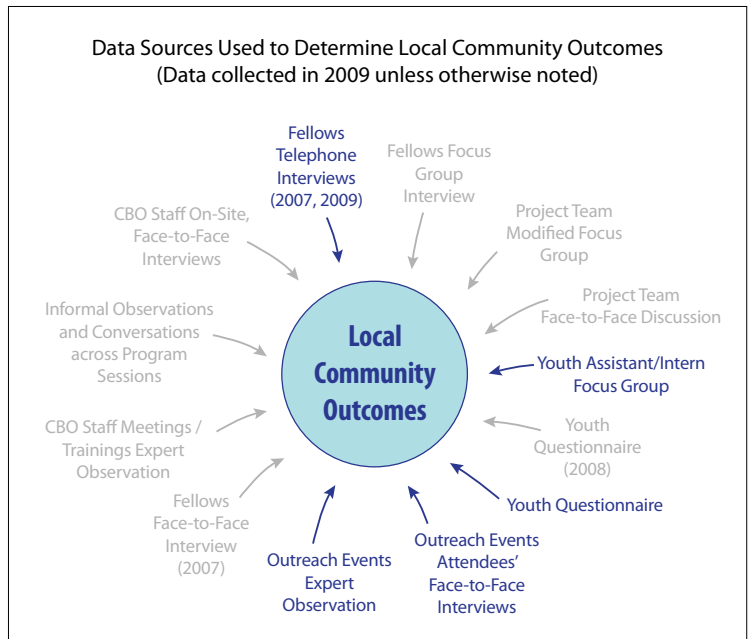 Data Sources Used to Determine Local Community Outcomes
(Data collected in 2009 unless otherwise noted)
Fellows
Telephone
Interviews
(2007, 2009)
Fellows Focus
Group
Interview
Project Team
Modified Focus
Group
Project Team
Face-to-Face Discussion
Youth Assistant/Intern
Focus Group
Youth
Questionnaire
(2008)
Youth Questionnaire
Outreach Events
Attendees'
Face-to-Face
Interviews
Outreach Events
Expert
Observation
Fellows
Face-to-Face
Interview
(2007)
CBO Staff Meetings /
Trainings Expert
Observation
Informal Observations
and Conversations
across Program
Sessions
CBO Staff On-Site,
Face-to-Face
Interviews
Local
Community
Outcomes